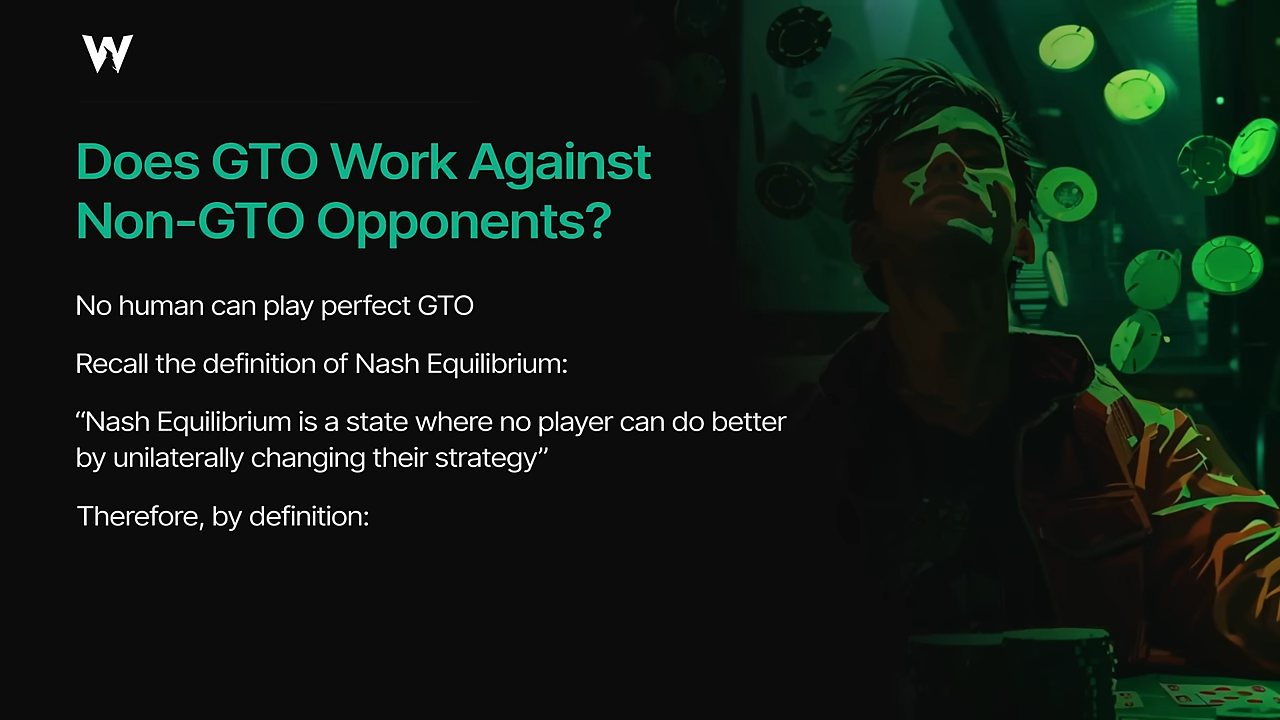 W
Does GTO Work Against
Non-GTO Opponents?
No human can play perfect GTO
Recall the definition of Nash Equilibrium:
“Nash Equilibrium is a state where no player can do better
by unilaterally changing their strategy”
Therefore, by definition: